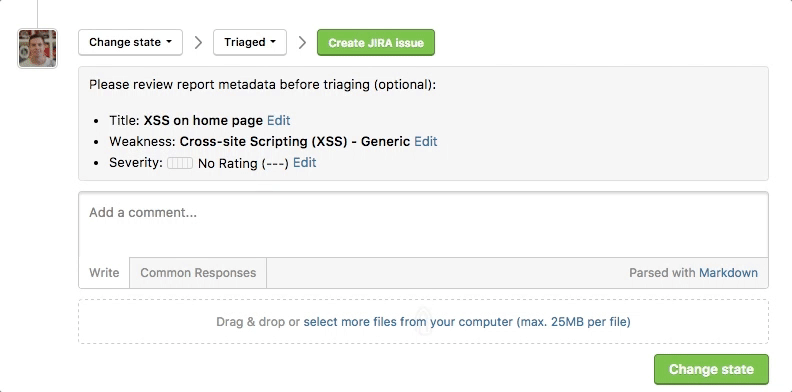 Change state Triaged Create JIRA issue
Please review report metadata before triaging (optional):
• Title: XSS on home page Edit
• Weakness: Cross-site Scripting (XSS) - Generic Edit
• Severity: No Rating (---) Edit
Add a comment...
Write Common Responses Parsed with Markdown
Drag & drop or select more files from your computer (max. 25MB per file)
Change state